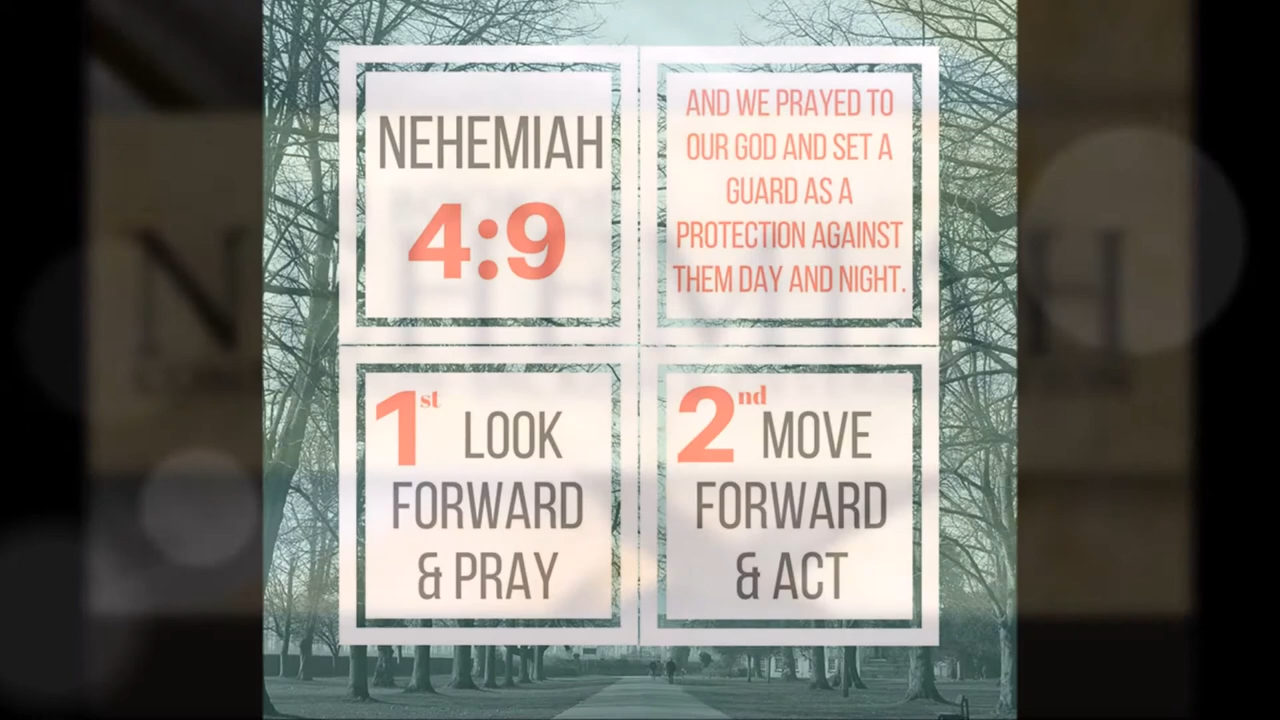 NEHEMIAH
4:9
AND WE PRAYED TO
OUR GOD AND SET A
GUARD AS A
PROTECTION AGAINST
THEM DAY AND NIGHT.
1st LOOK
FORWARD
& PRAY
2nd MOVE
FORWARD
& ACT